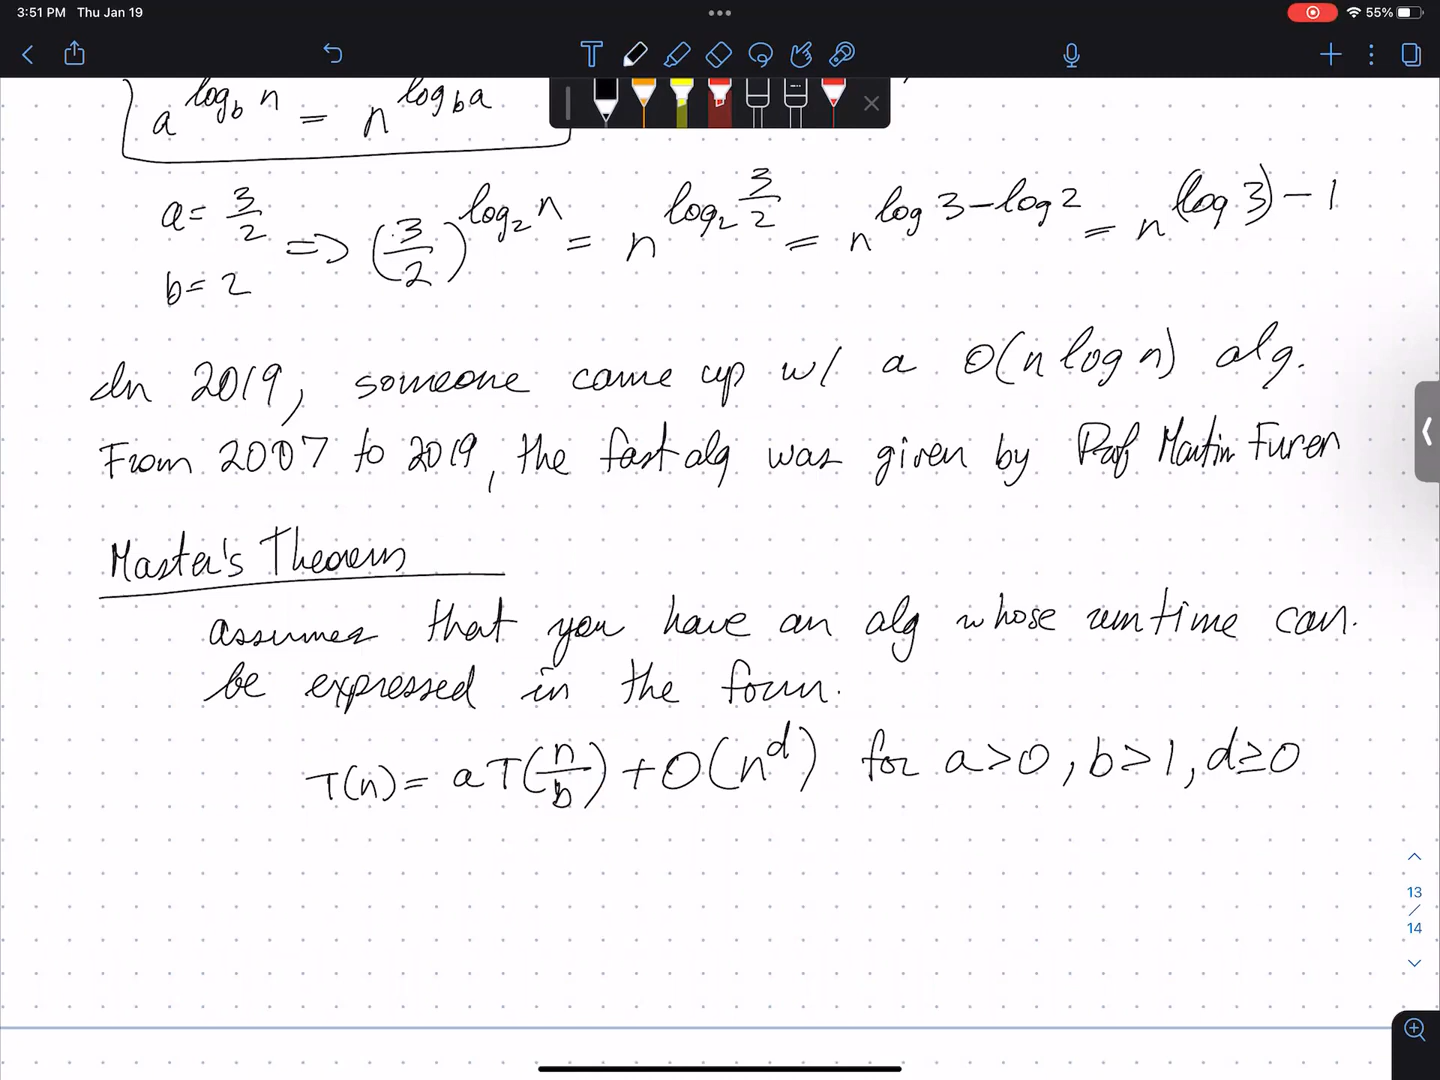 3:51 PM Thu Jan 19
55%
a^{log_b n} = n^{log_b a}
a = 3/2
b = 2
=> (3/2)^{log_2 n} = n^{log_2 3/2} = n^{log 3 - log 2} = n^{(log 3) - 1}
In 2019, someone came up w/ a O(n log n) alg.
From 2007 to 2019, the fast alg was given by Prof Martin Furer
Master's Theorem
assumes that you have an alg whose runtime can
be expressed in the form.
T(n) = a T(n/b) + O(n^d) for a > 0, b > 1, d ≥ 0
13
/
14